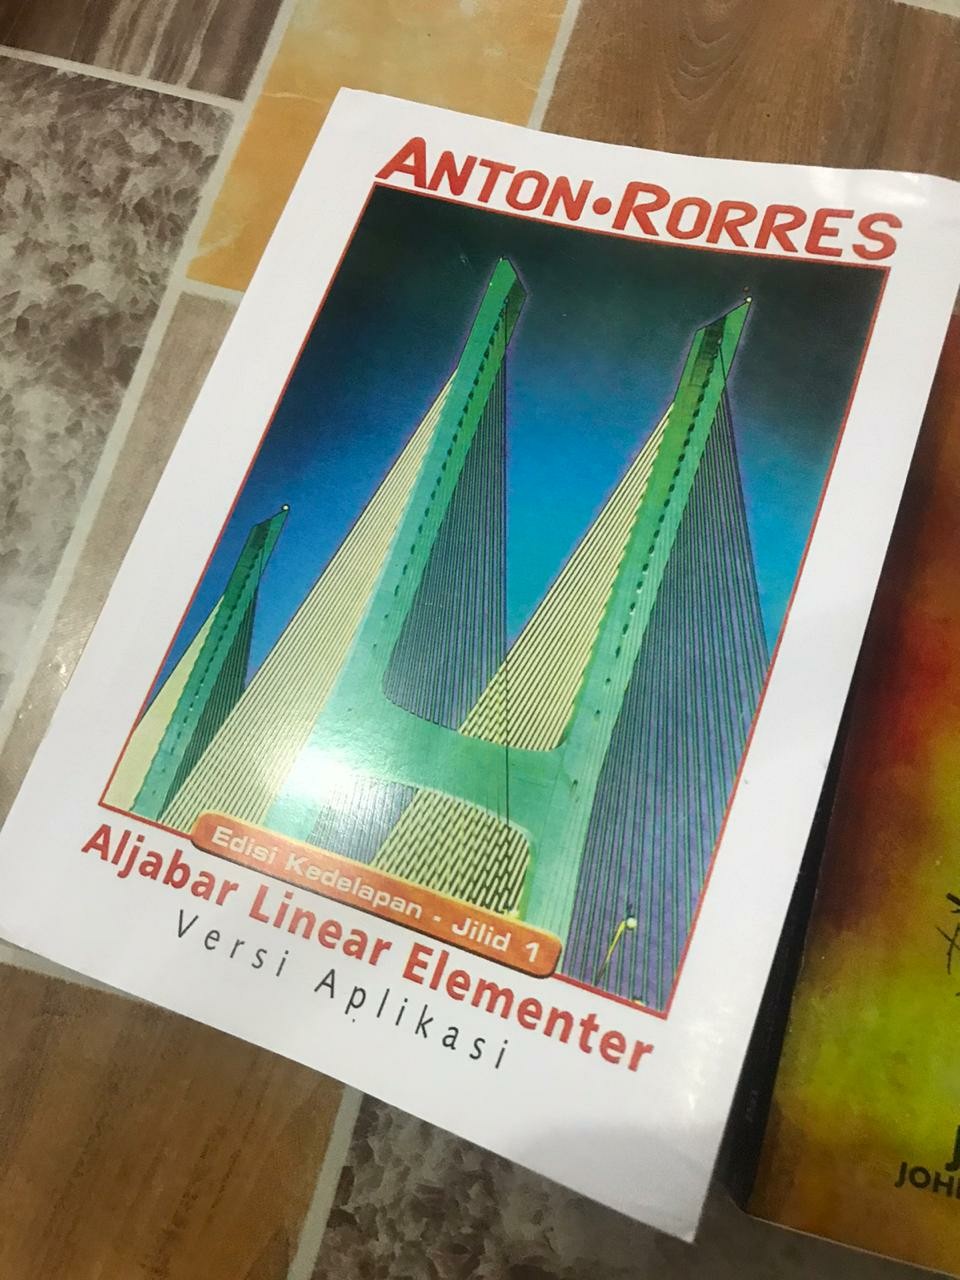 ANTON•RORRES
Edisi Kedelapan - Jilid 1
Aljabar Linear Elementer
Versi Aplikasi